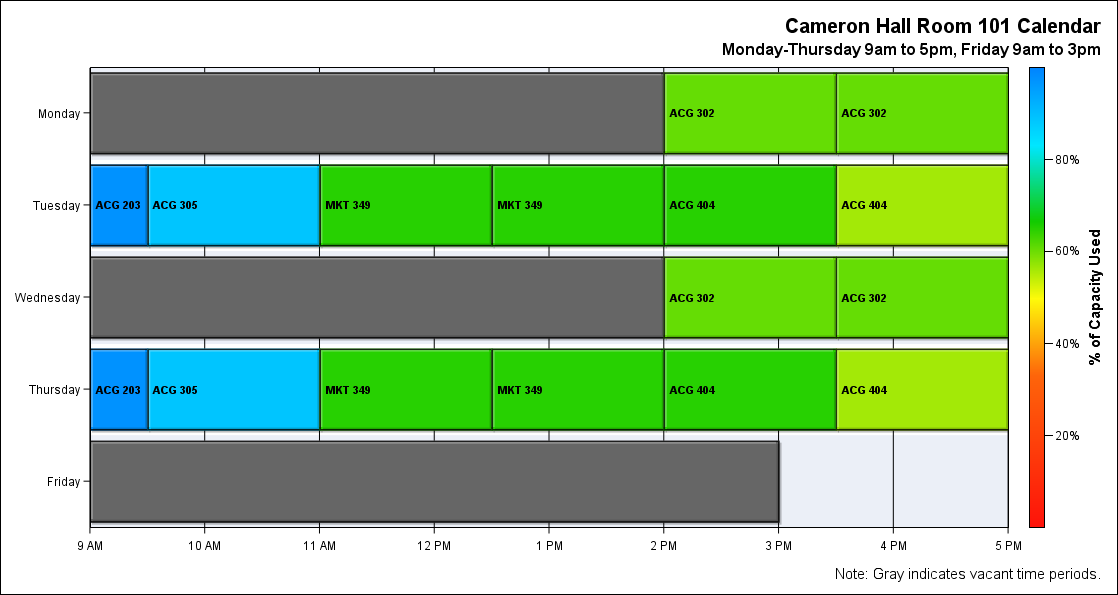 Cameron Hall Room 101 Calendar
Monday-Thursday 9am to 5pm, Friday 9am to 3pm
Monday
ACG 302
ACG 302
Tuesday
ACG 203
ACG 305
MKT 349
MKT 349
ACG 404
ACG 404
Wednesday
ACG 302
ACG 302
Thursday
ACG 203
ACG 305
MKT 349
MKT 349
ACG 404
ACG 404
Friday
9 AM
10 AM
11 AM
12 PM
1 PM
2 PM
3 PM
4 PM
5 PM
80%
60%
40%
20%
% of Capacity Used
Note: Gray indicates vacant time periods.